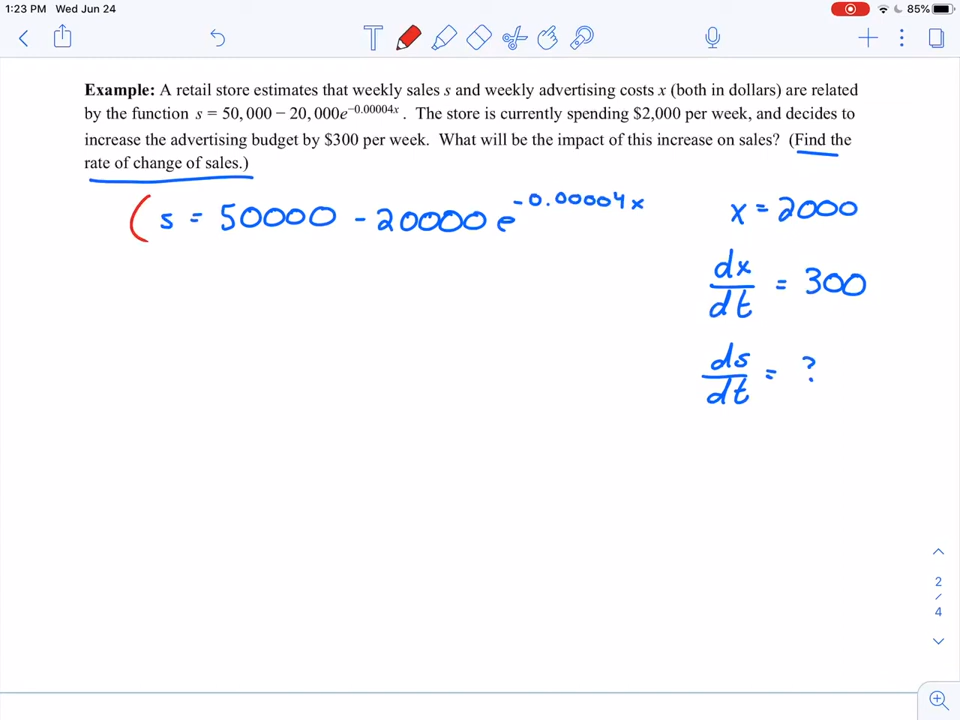 1:23 PM Wed Jun 24
85%
T
Example: A retail store estimates that weekly sales s and weekly advertising costs x (both in dollars) are related
by the function s = 50,000 − 20,000e^−0.00004x. The store is currently spending $2,000 per week, and decides to
increase the advertising budget by $300 per week. What will be the impact of this increase on sales? (Find the
rate of change of sales.)
( s = 50000 - 20000 e^-0.00004x
x = 2000
dx/dt = 300
ds/dt = ?
2
/
4